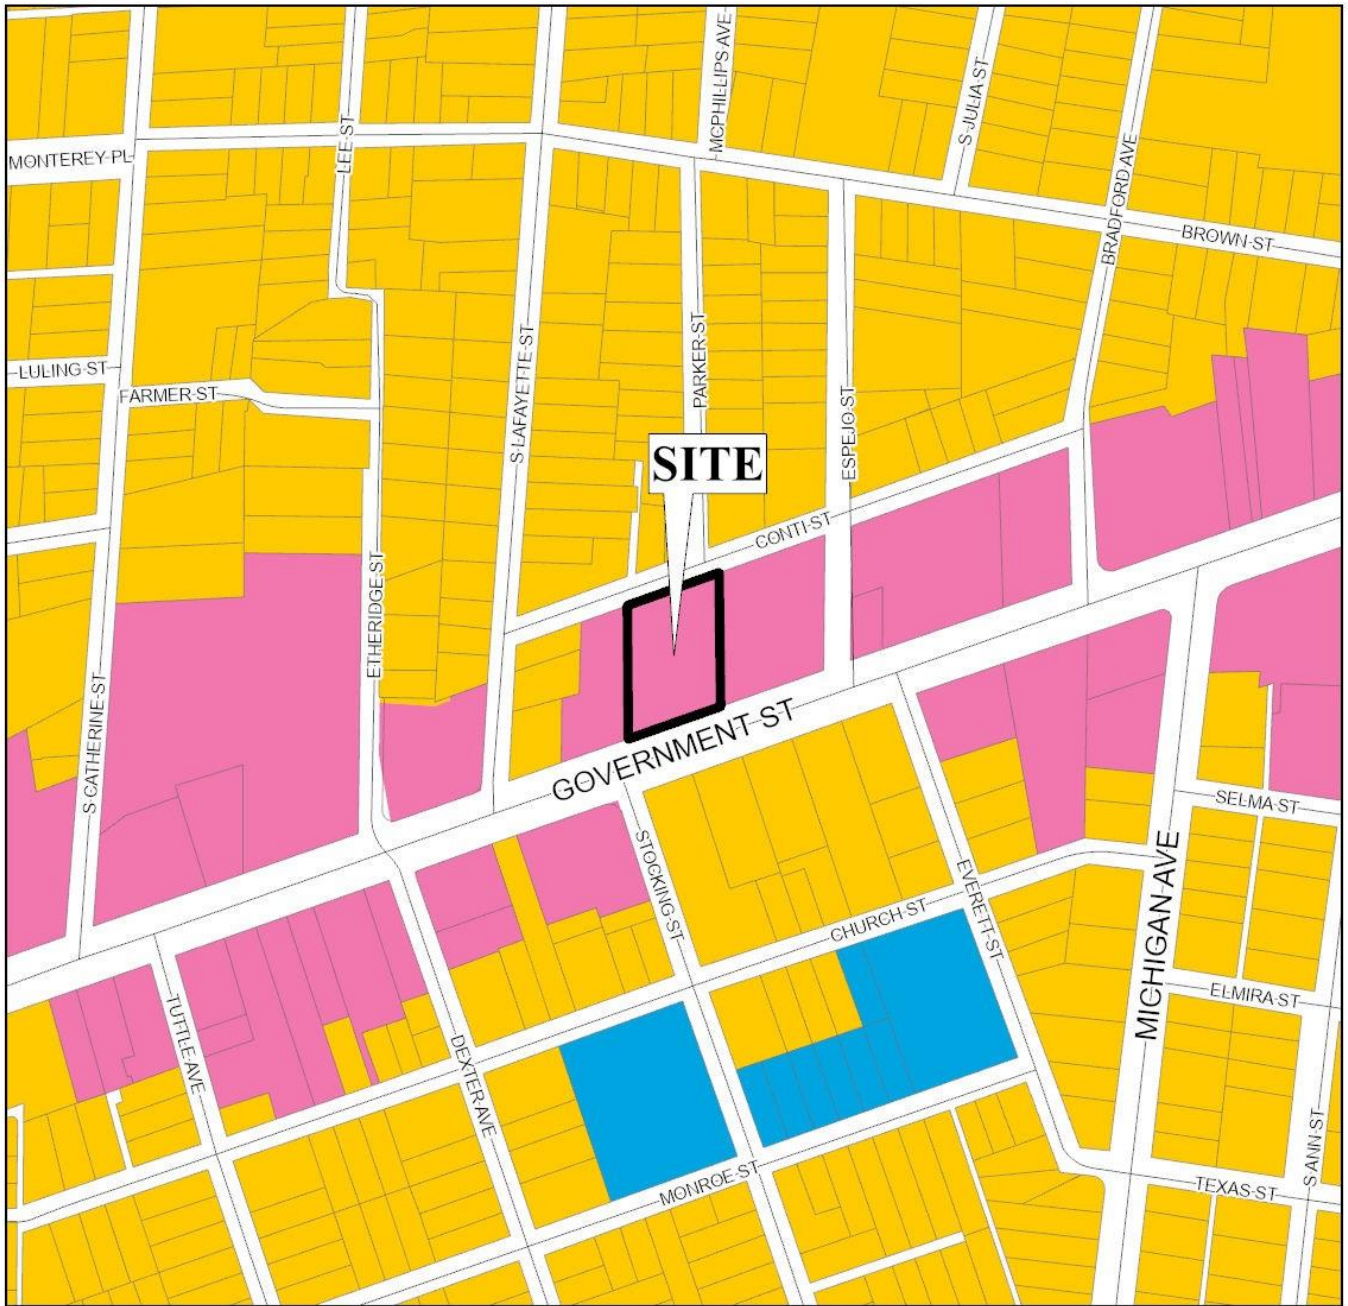 MCPHILLIPS AVE
S JULIA ST
LEE ST
MONTEREY PL
BRADFORD AVE
BROWN ST
LULING ST
FARMER ST
S LAFAYETTE ST
PARKER ST
ESPEJO ST
SITE
CONTI ST
ETHERIDGE ST
S CATHERINE ST
GOVERNMENT ST
SELMA ST
STOCKING ST
EVERETT ST
MICHIGAN AVE
CHURCH ST
ELMIRA ST
TUTTLE AVE
DEXTER AVE
MONROE ST
S ANN ST
TEXAS ST